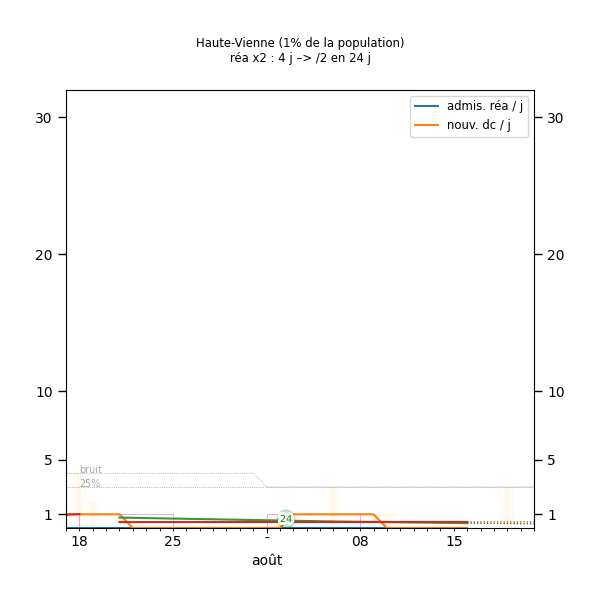 Haute-Vienne (1% de la population)
réa x2 : 4 j –> /2 en 24 j
admis. réa / j
nouv. dc / j
30 30
20 20
10 10
5 5
bruit
25%
24
1 1
18 25 - 08 15
août